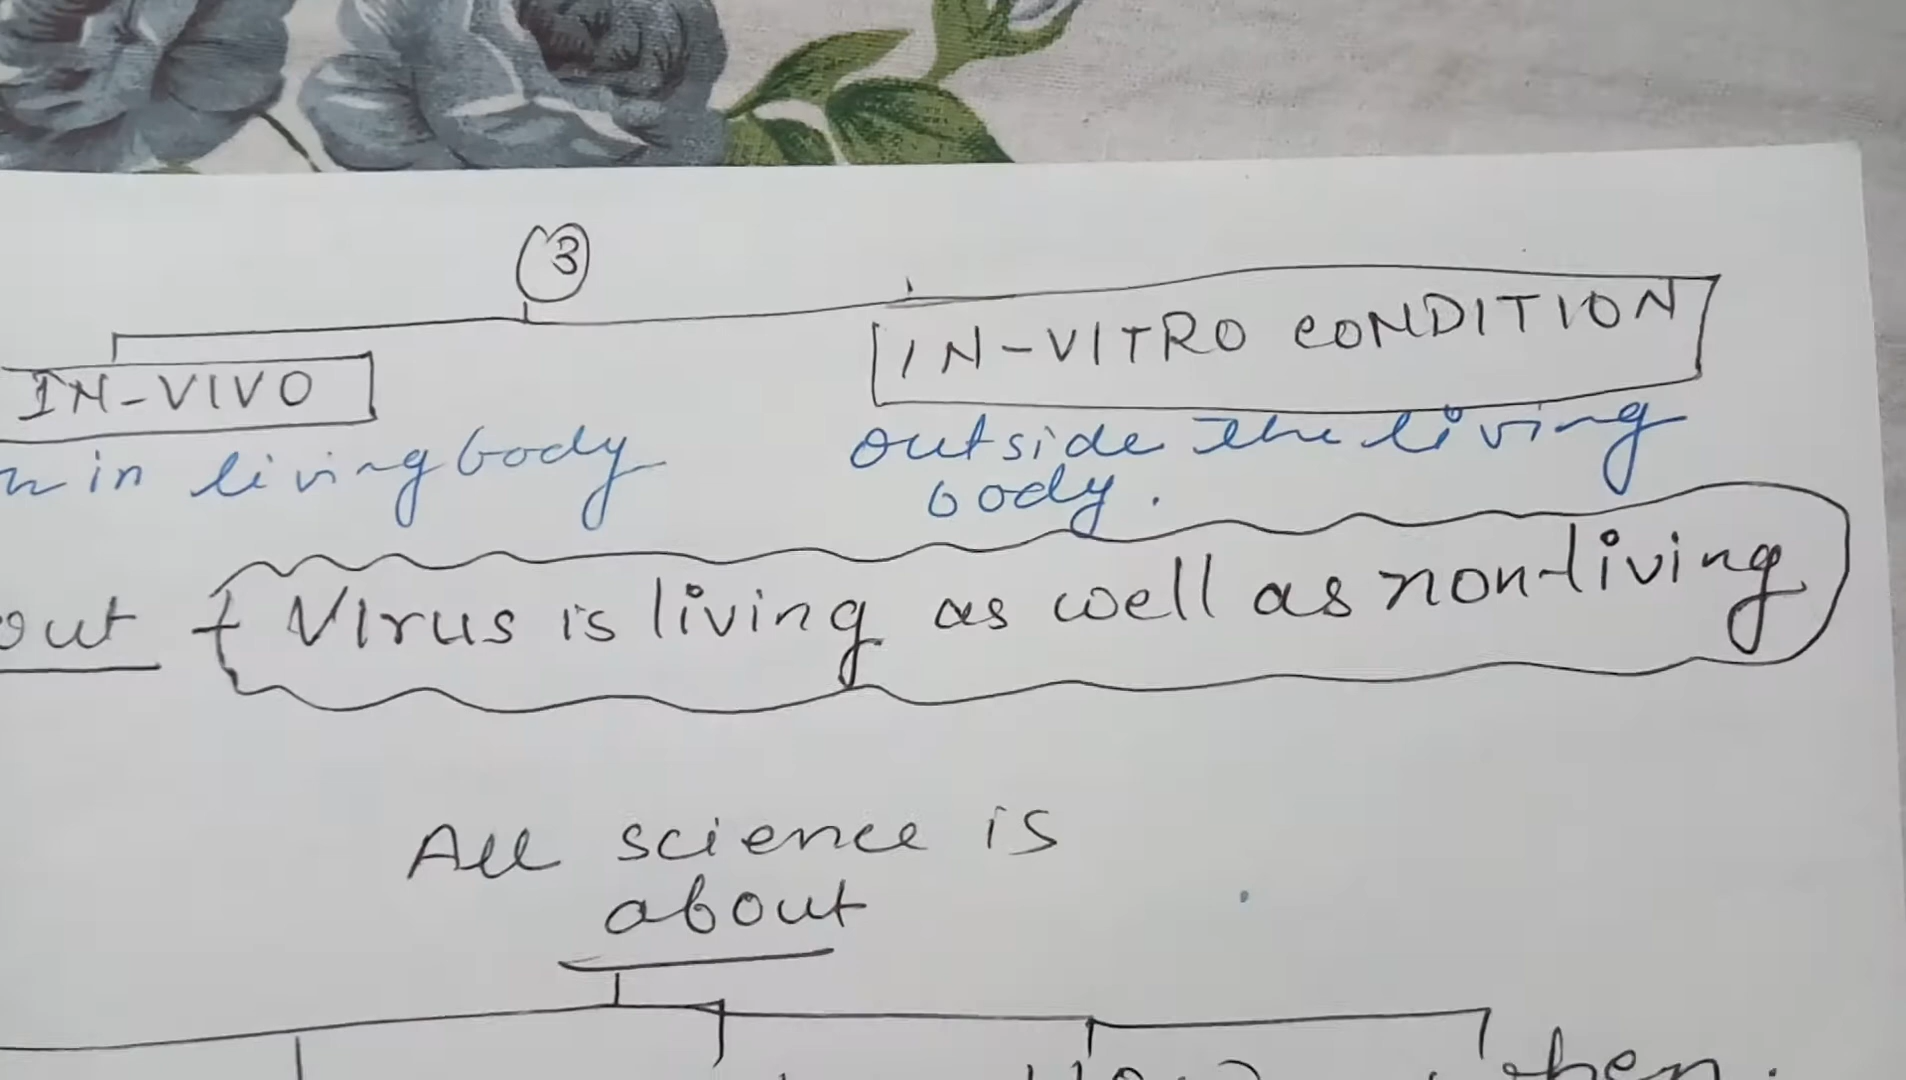 3
IN-VIVO
IN-VITRO CONDITION
in living body
outside the living
body.
out
Virus is living as well as non-living
All science is
about